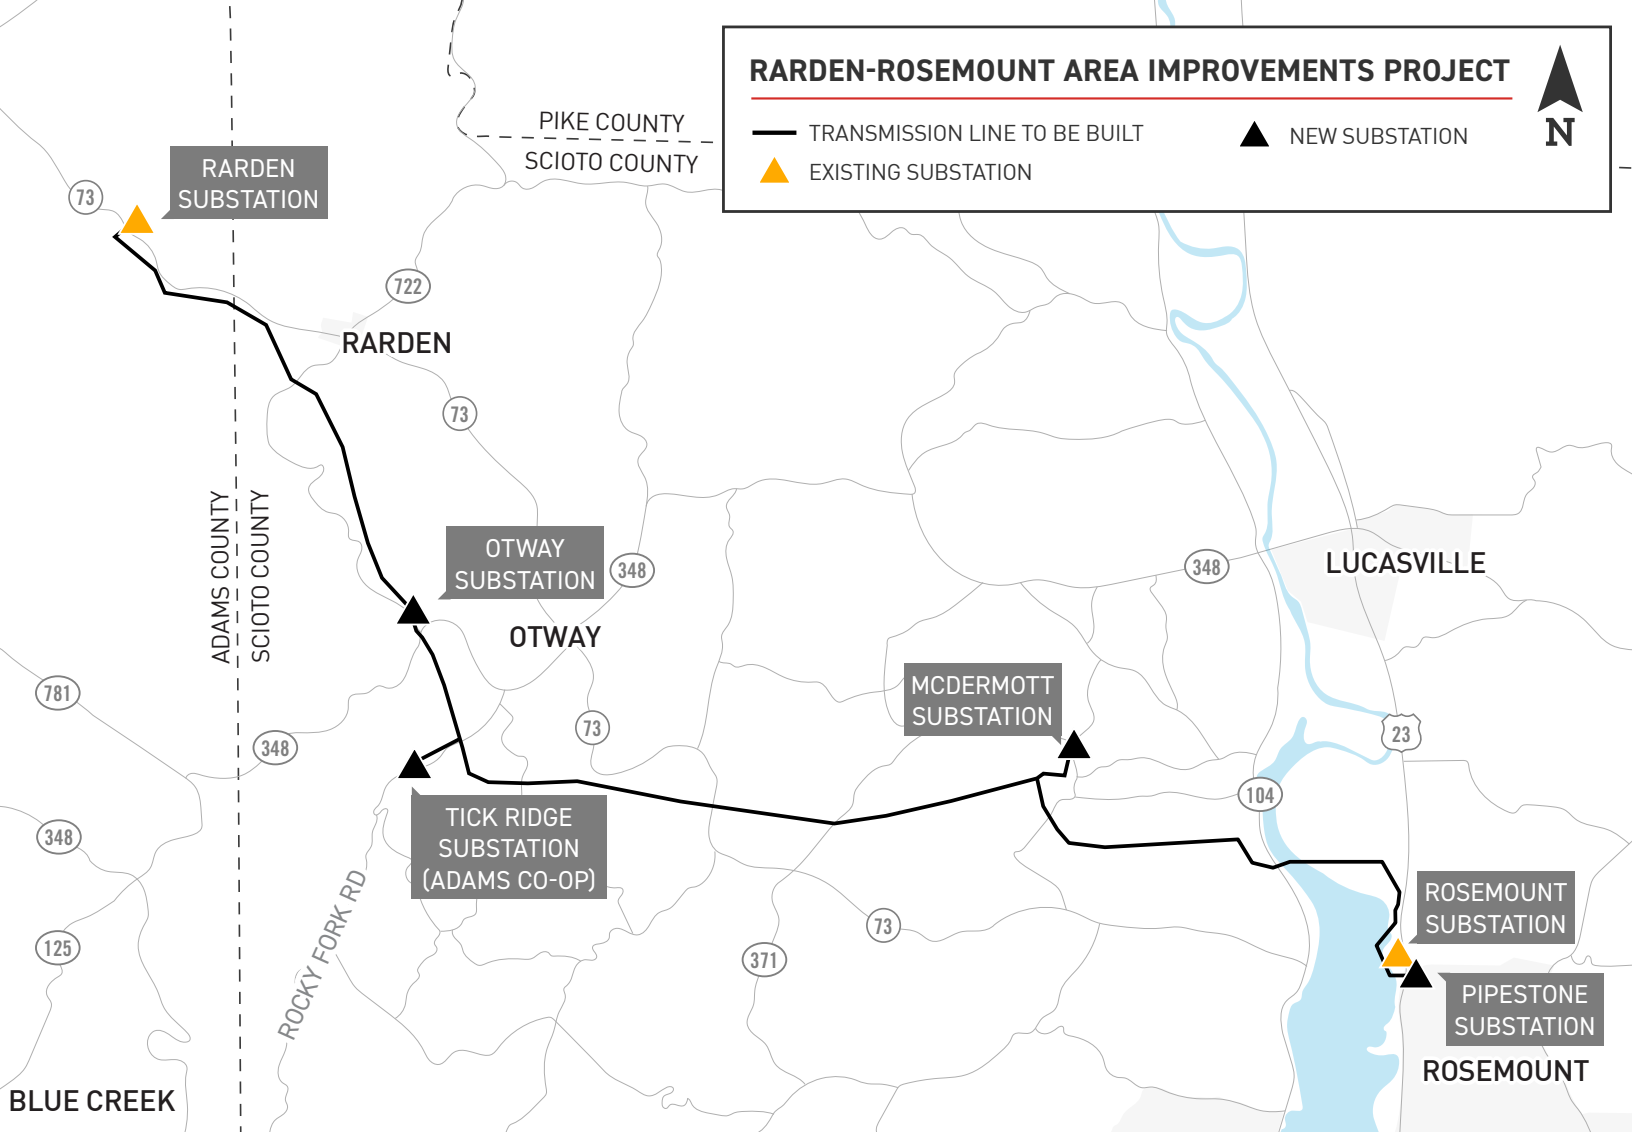 RARDEN-ROSEMOUNT AREA IMPROVEMENTS PROJECT
TRANSMISSION LINE TO BE BUILT
NEW SUBSTATION
EXISTING SUBSTATION
N
PIKE COUNTY
SCIOTO COUNTY
RARDEN
SUBSTATION
73
722
RARDEN
73
ADAMS COUNTY
SCIOTO COUNTY
OTWAY
SUBSTATION
348
OTWAY
348
LUCASVILLE
781
348
73
MCDERMOTT
SUBSTATION
23
104
TICK RIDGE
SUBSTATION
(ADAMS CO-OP)
348
ROCKY FORK RD
125
371
73
ROSEMOUNT
SUBSTATION
PIPESTONE
SUBSTATION
ROSEMOUNT
BLUE CREEK